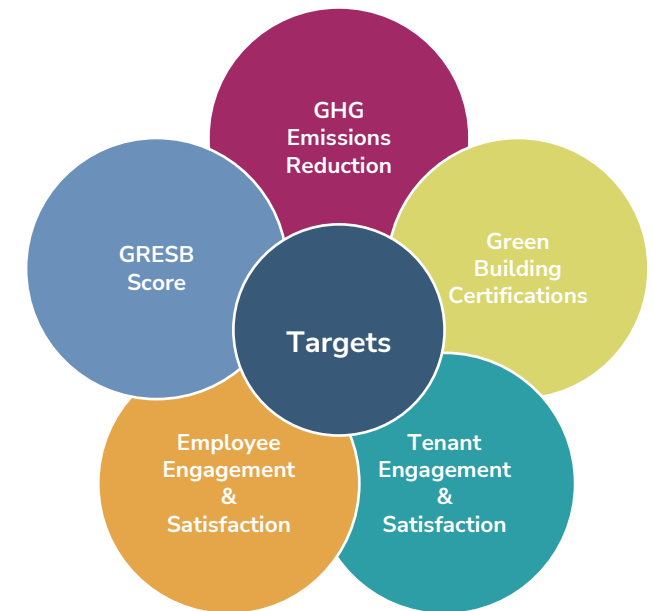 GHG
Emissions
Reduction
Green
Building
Certifications
GRESB
Score
Targets
Employee
Engagement
&
Satisfaction
Tenant
Engagement
&
Satisfaction